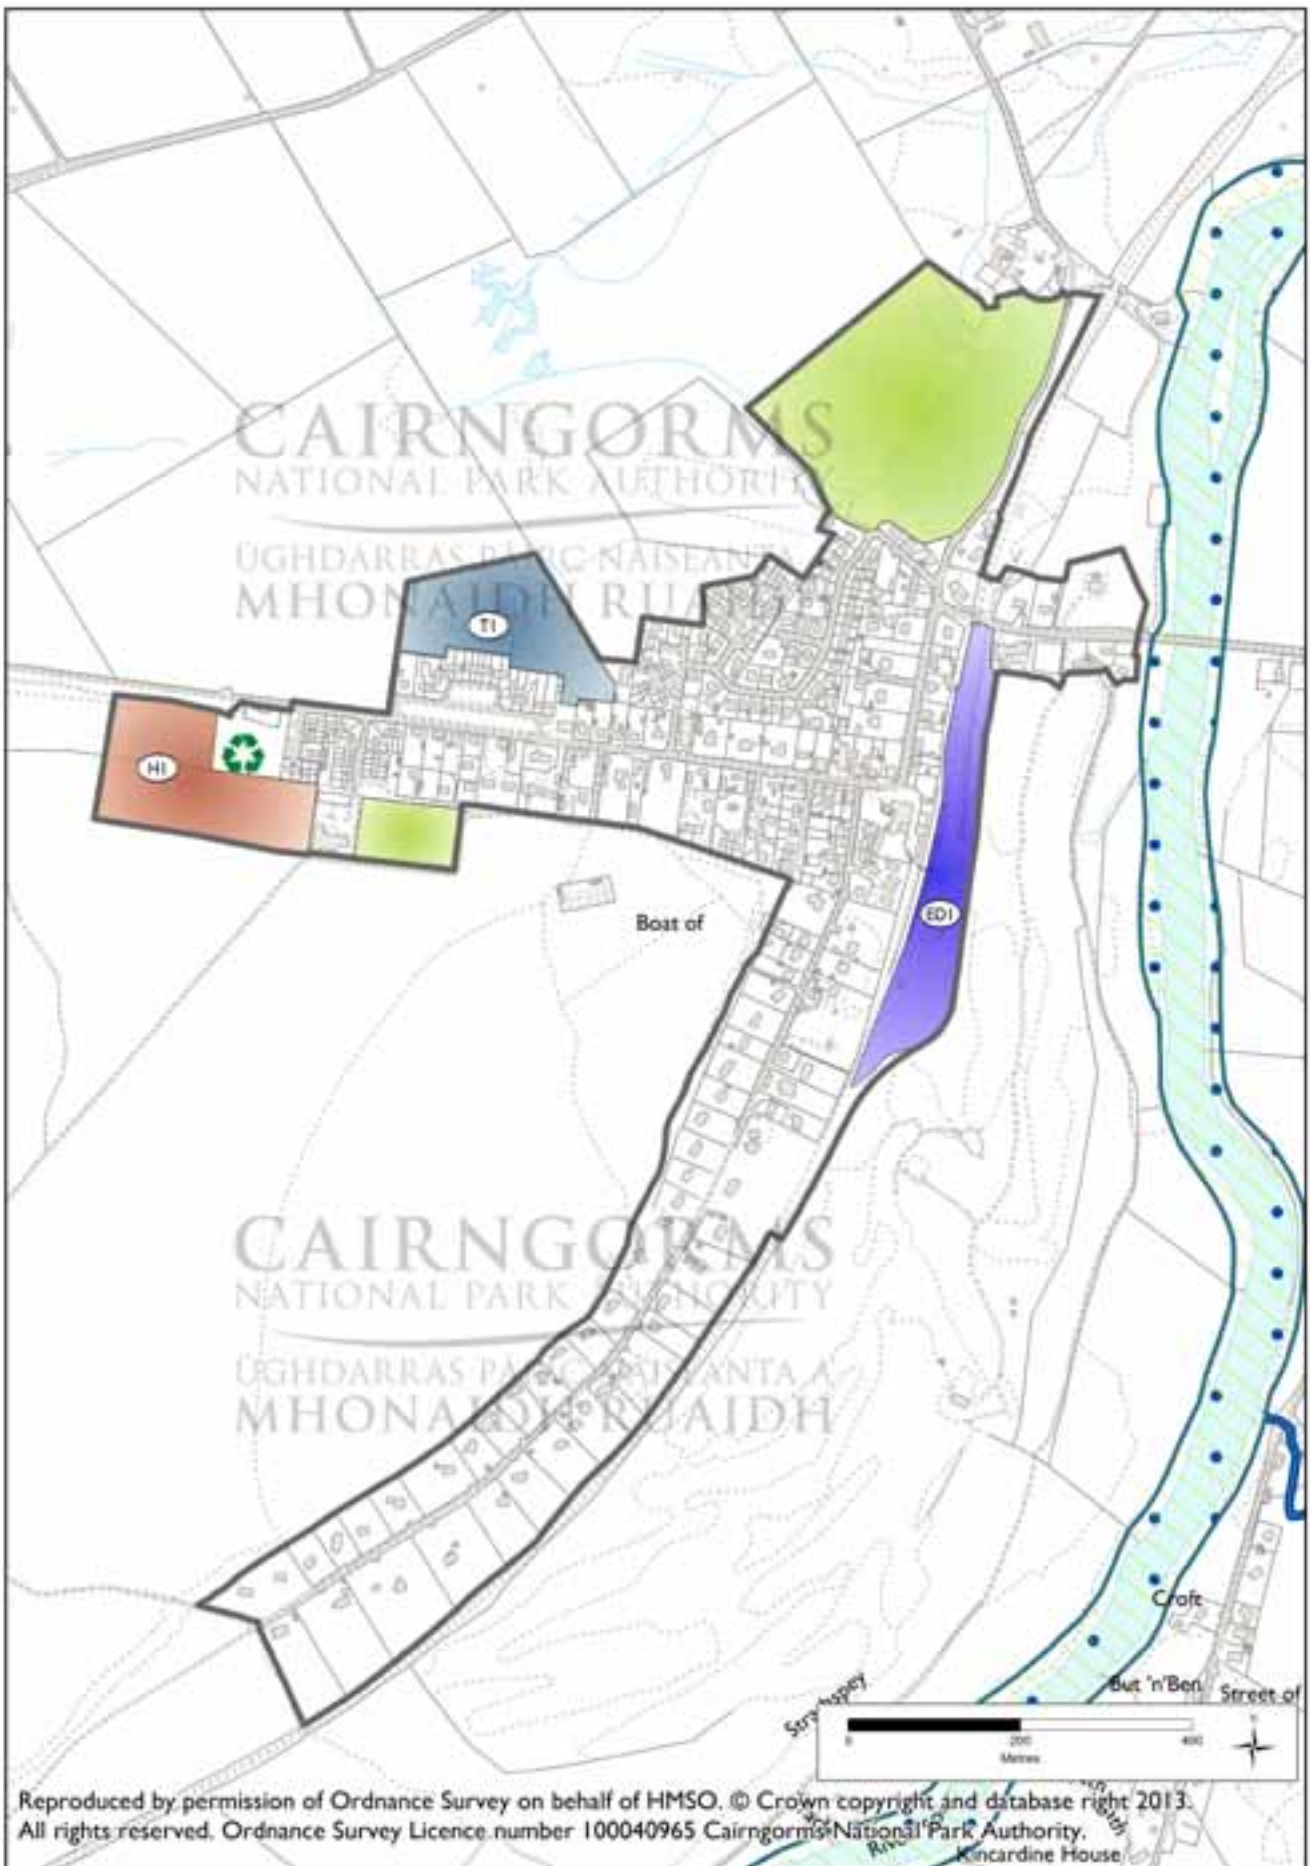 CAIRNGORMS
NATIONAL PARK AUTHORITY
ÙGHDARRAS PÀIRC NÀISEANTA
MHONAIDH RUAIDH
T1
H1
ED1
Boat of
CAIRNGORMS
NATIONAL PARK AUTHORITY
ÙGHDARRAS PÀIRC NÀISEANTA A
MHONAIDH RUAIDH
Croft
But 'n' Ben
Street of
Strathspey
0 200 400
Metres
N
Reproduced by permission of Ordnance Survey on behalf of HMSO. © Crown copyright and database right 2013.
All rights reserved. Ordnance Survey Licence number 100040965 Cairngorms National Park Authority.
River
Kincardine House